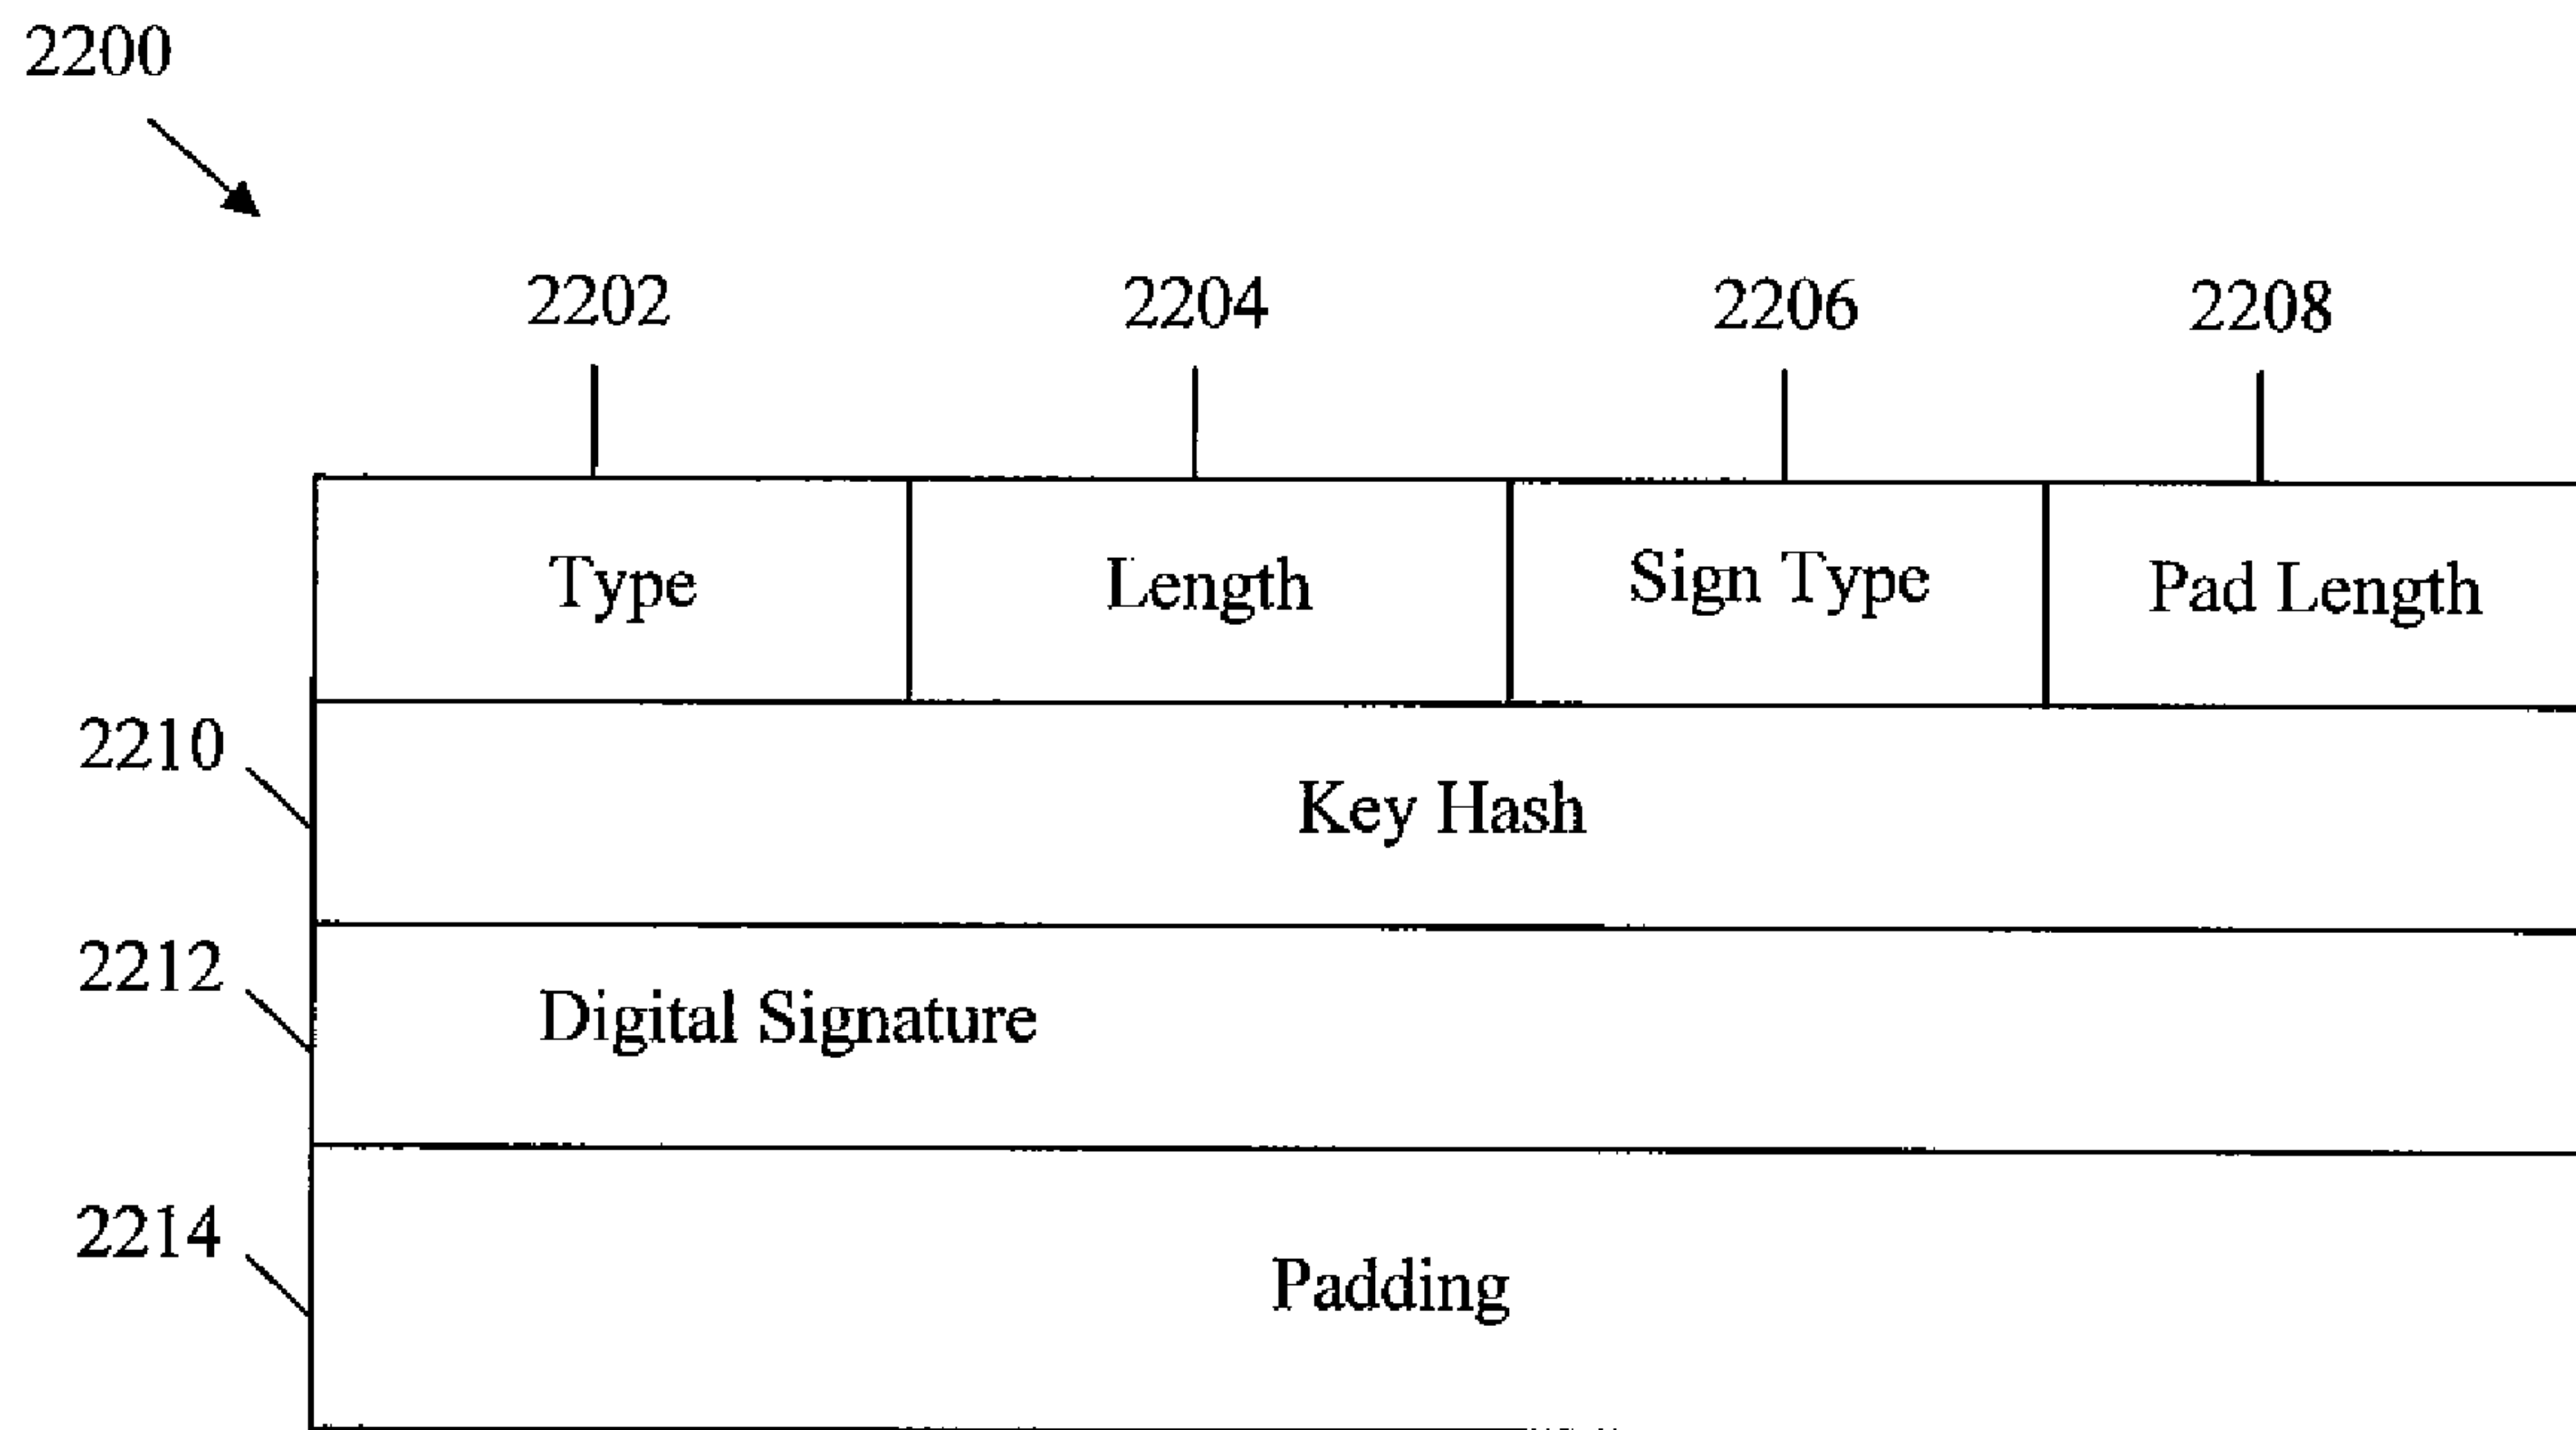 2200
2202 2204 2206 2208
Type Length Sign Type Pad Length
2210
Key Hash
2212
Digital Signature
2214
Padding